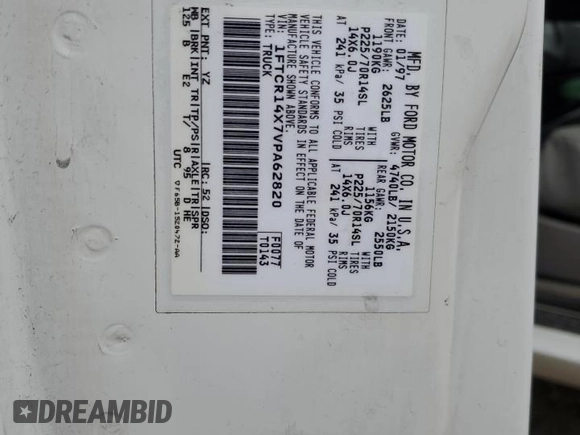 MFD. BY FORD MOTOR CO. IN U.S.A.
01/97 GVWR: 4740LB/ 2150KG
FRONT GAWR: 2625LB REAR GAWR: 2550LB
1190KG WITH 1156KG WITH
P225/70R14SL TIRES P225/70R14SL TIRES
14X6.0J RIMS 14X6.0J RIMS
AT 241 kPa/ 35 PSI COLD AT 241 kPa/ 35 PSI COLD
THIS VEHICLE CONFORMS TO ALL APPLICABLE FEDERAL MOTOR
VEHICLE SAFETY STANDARDS IN EFFECT ON THE DATE OF
MANUFACTURE SHOWN ABOVE.
VIN: 1FTCR14X7VPA62820
TYPE: TRUCK
F0077
T0143
EXT PNT: YZ RC: 52 DSO:
WB BRK INT TR TP/PS R AXLE TR SPR
125 B E2 7/ 8 95 D HE
UTC
DREAMBID